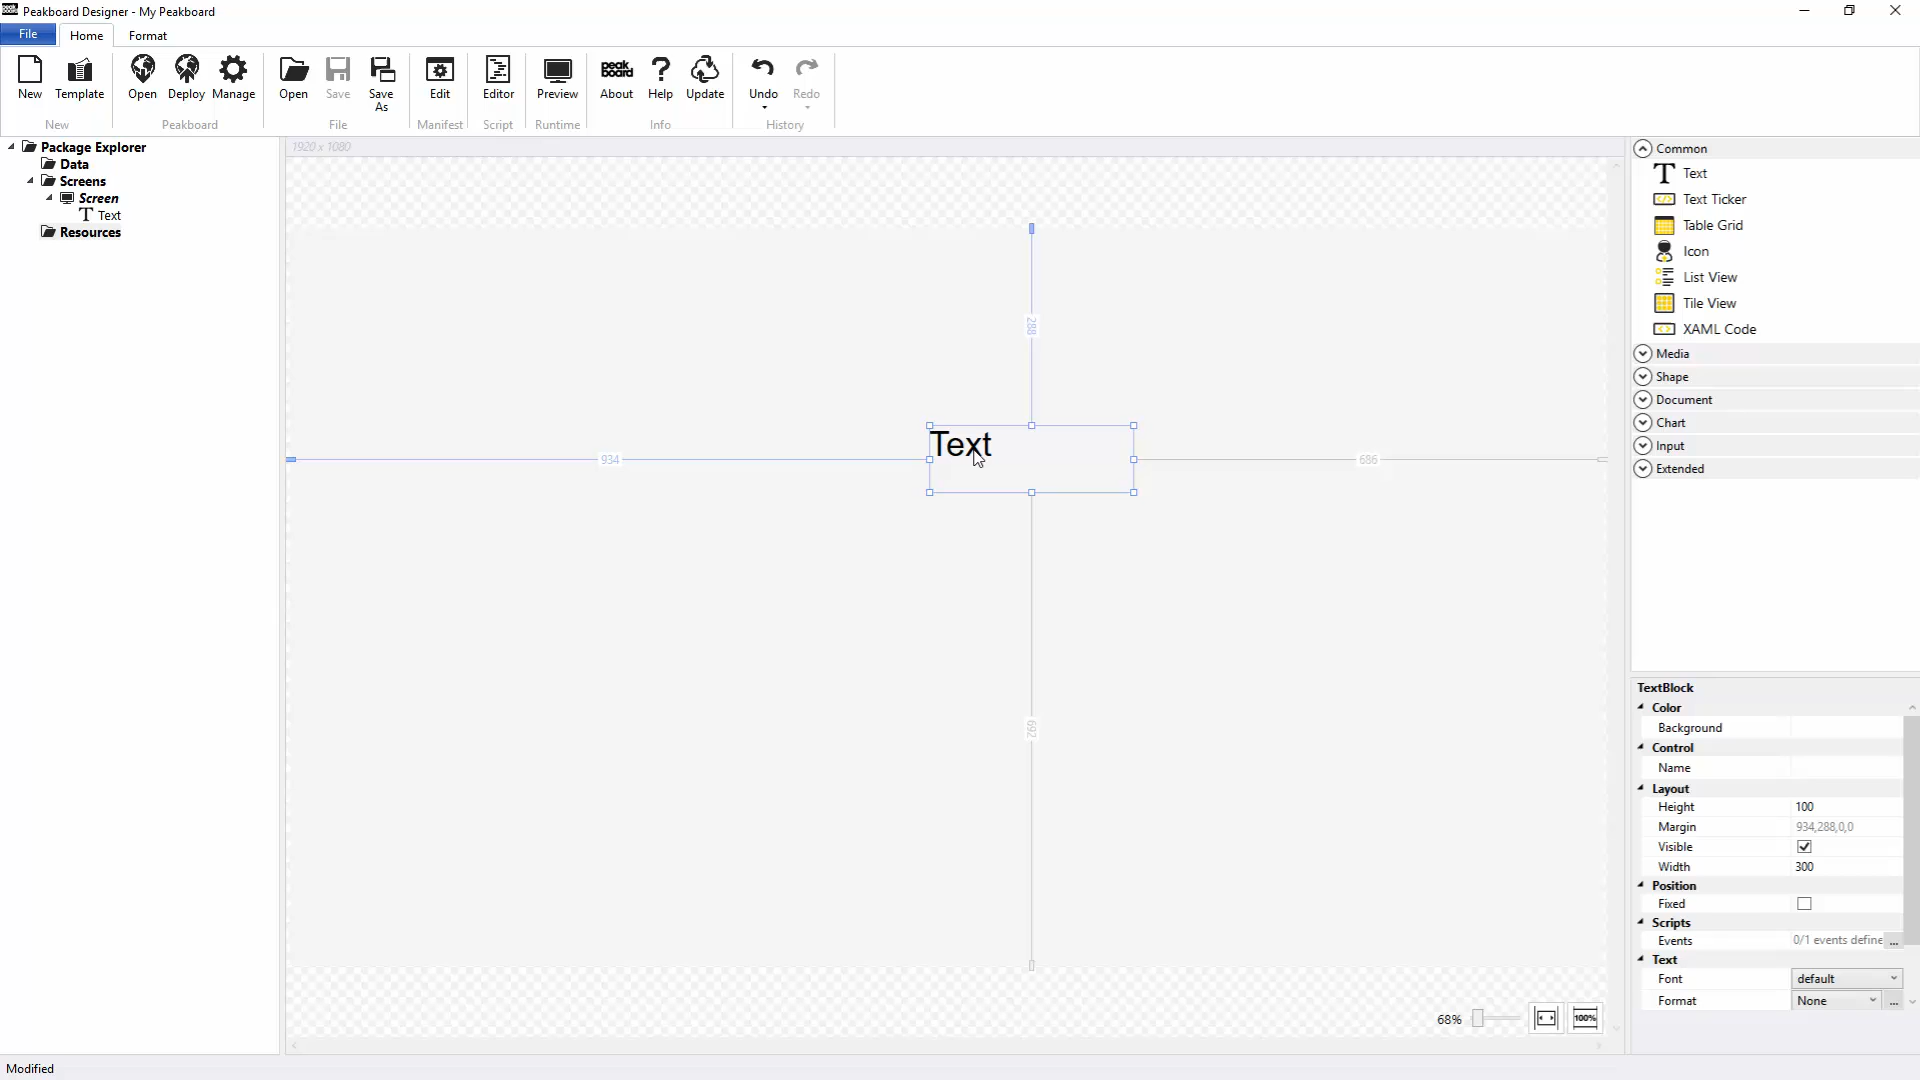 Peakboard Designer - My Peakboard
File Home Format
New Template Open Deploy Manage Open Save Save As Edit Editor Preview About Help Update Undo Redo
New Peakboard File Manifest Script Runtime Info History
Package Explorer
Data
Screens
Screen
Text
Resources
1920 x 1080
288
Text
934
686
692
68%
100%
Common
Text
Text Ticker
Table Grid
Icon
List View
Tile View
XAML Code
Media
Shape
Document
Chart
Input
Extended
TextBlock
Color
Background
Control
Name
Layout
Height 100
Margin 934,288,0,0
Visible
Width 300
Position
Fixed
Scripts
Events 0/1 events define ...
Text
Font default
Format None ...
Modified